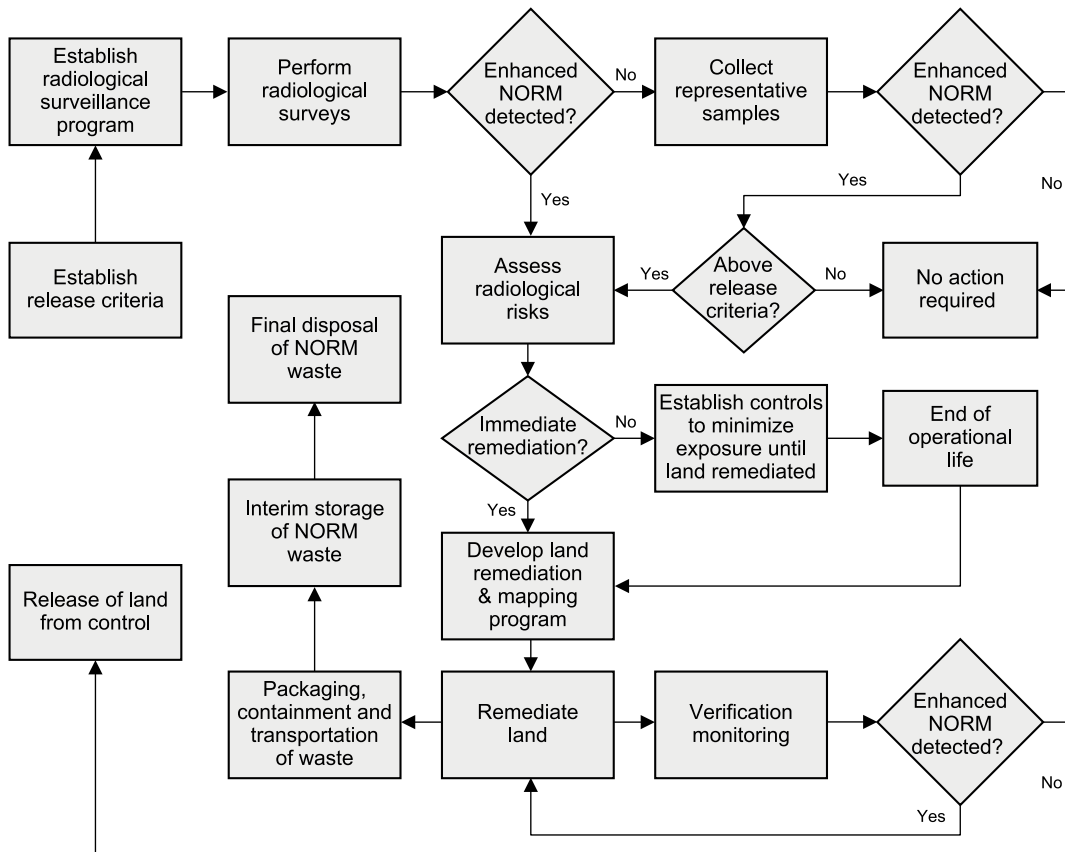 Establish
radiological
surveillance
program
Perform
radiological
surveys
Enhanced
NORM
detected?
No
Collect
representative
samples
Enhanced
NORM
detected?
Yes
Yes
No
Establish
release criteria
Assess
radiological
risks
Yes
Above
release
criteria?
No
No action
required
Final disposal
of NORM
waste
Immediate
remediation?
No
Establish controls
to minimize
exposure until
land remediated
End of
operational
life
Yes
Interim storage
of NORM
waste
Develop land
remediation
& mapping
program
Release of land
from control
Packaging,
containment and
transportation
of waste
Remediate
land
Verification
monitoring
Enhanced
NORM
detected?
Yes
No